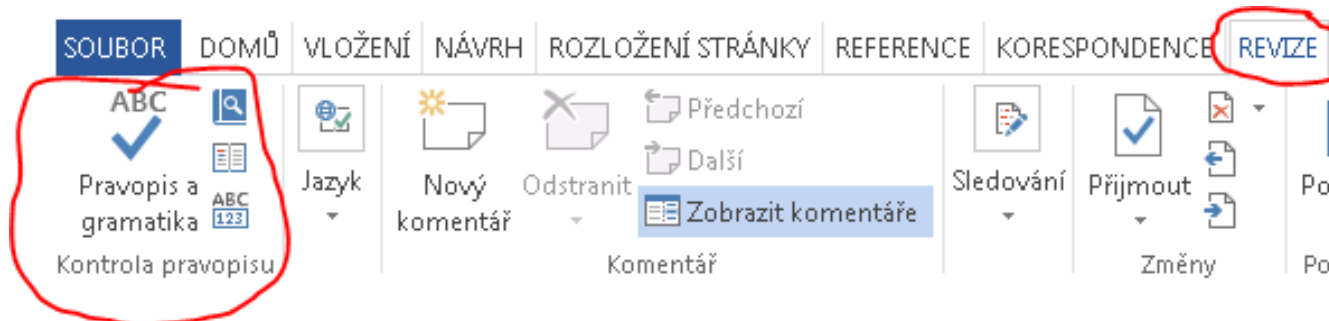 SOUBOR DOMŮ VLOŽENÍ NÁVRH ROZLOŽENÍ STRÁNKY REFERENCE KORESPONDENCE REVIZE
ABC
Pravopis a
gramatika
ABC
123
Kontrola pravopisu
Jazyk
Nový
komentář
Odstranit
Předchozí
Další
Zobrazit komentáře
Komentář
Sledování
Přijmout
Změny